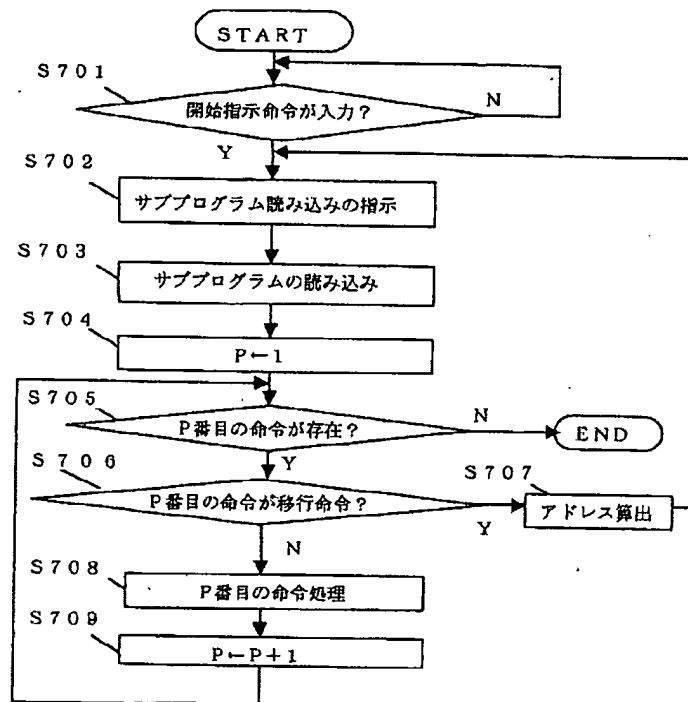 START
S701
開始指示命令が入力？
N
Y
S702
サブプログラム読み込みの指示
S703
サブプログラムの読み込み
S704
P←1
S705
P番目の命令が存在？
N
END
Y
S706
P番目の命令が移行命令？
S707
アドレス算出
Y
N
S708
P番目の命令処理
S709
P←P+1